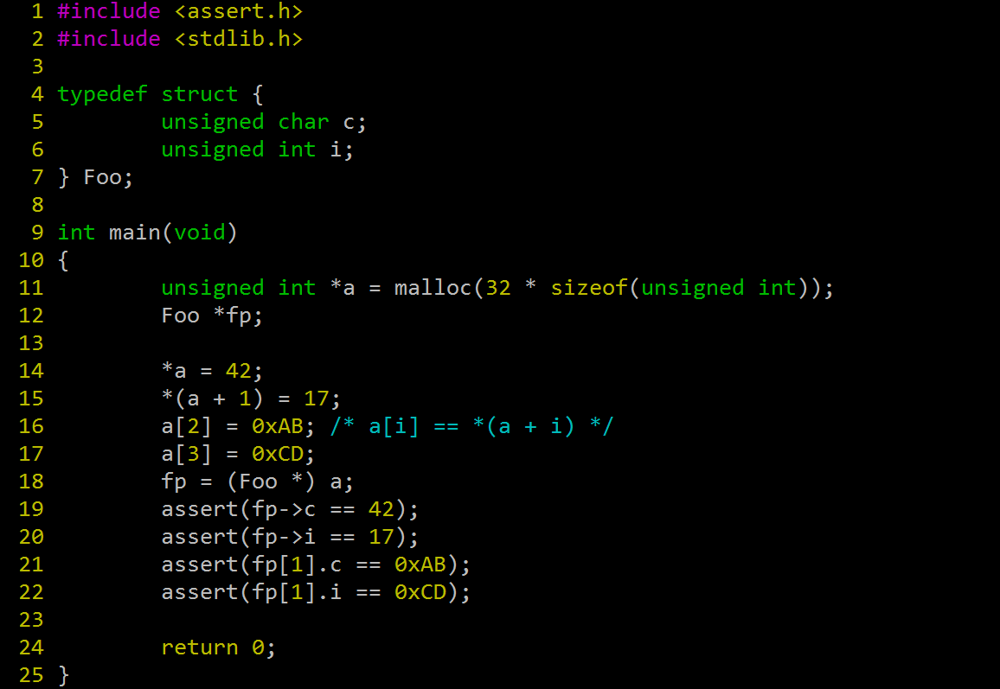 1 #include <assert.h>
2 #include <stdlib.h>
3
4 typedef struct {
5         unsigned char c;
6         unsigned int i;
7 } Foo;
8
9 int main(void)
10 {
11         unsigned int *a = malloc(32 * sizeof(unsigned int));
12         Foo *fp;
13
14         *a = 42;
15         *(a + 1) = 17;
16         a[2] = 0xAB; /* a[i] == *(a + i) */
17         a[3] = 0xCD;
18         fp = (Foo *) a;
19         assert(fp->c == 42);
20         assert(fp->i == 17);
21         assert(fp[1].c == 0xAB);
22         assert(fp[1].i == 0xCD);
23
24         return 0;
25 }